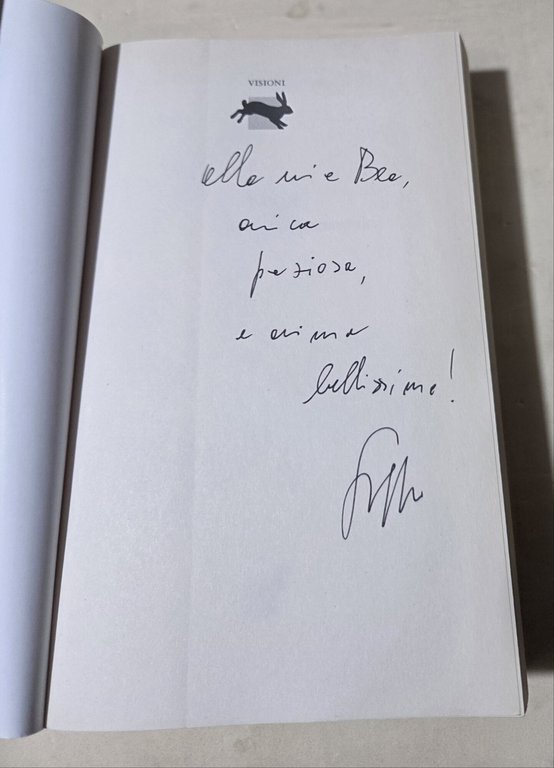 VISIONI
alla mia Bea,
amica
preziosa,
e anima
bellissima!